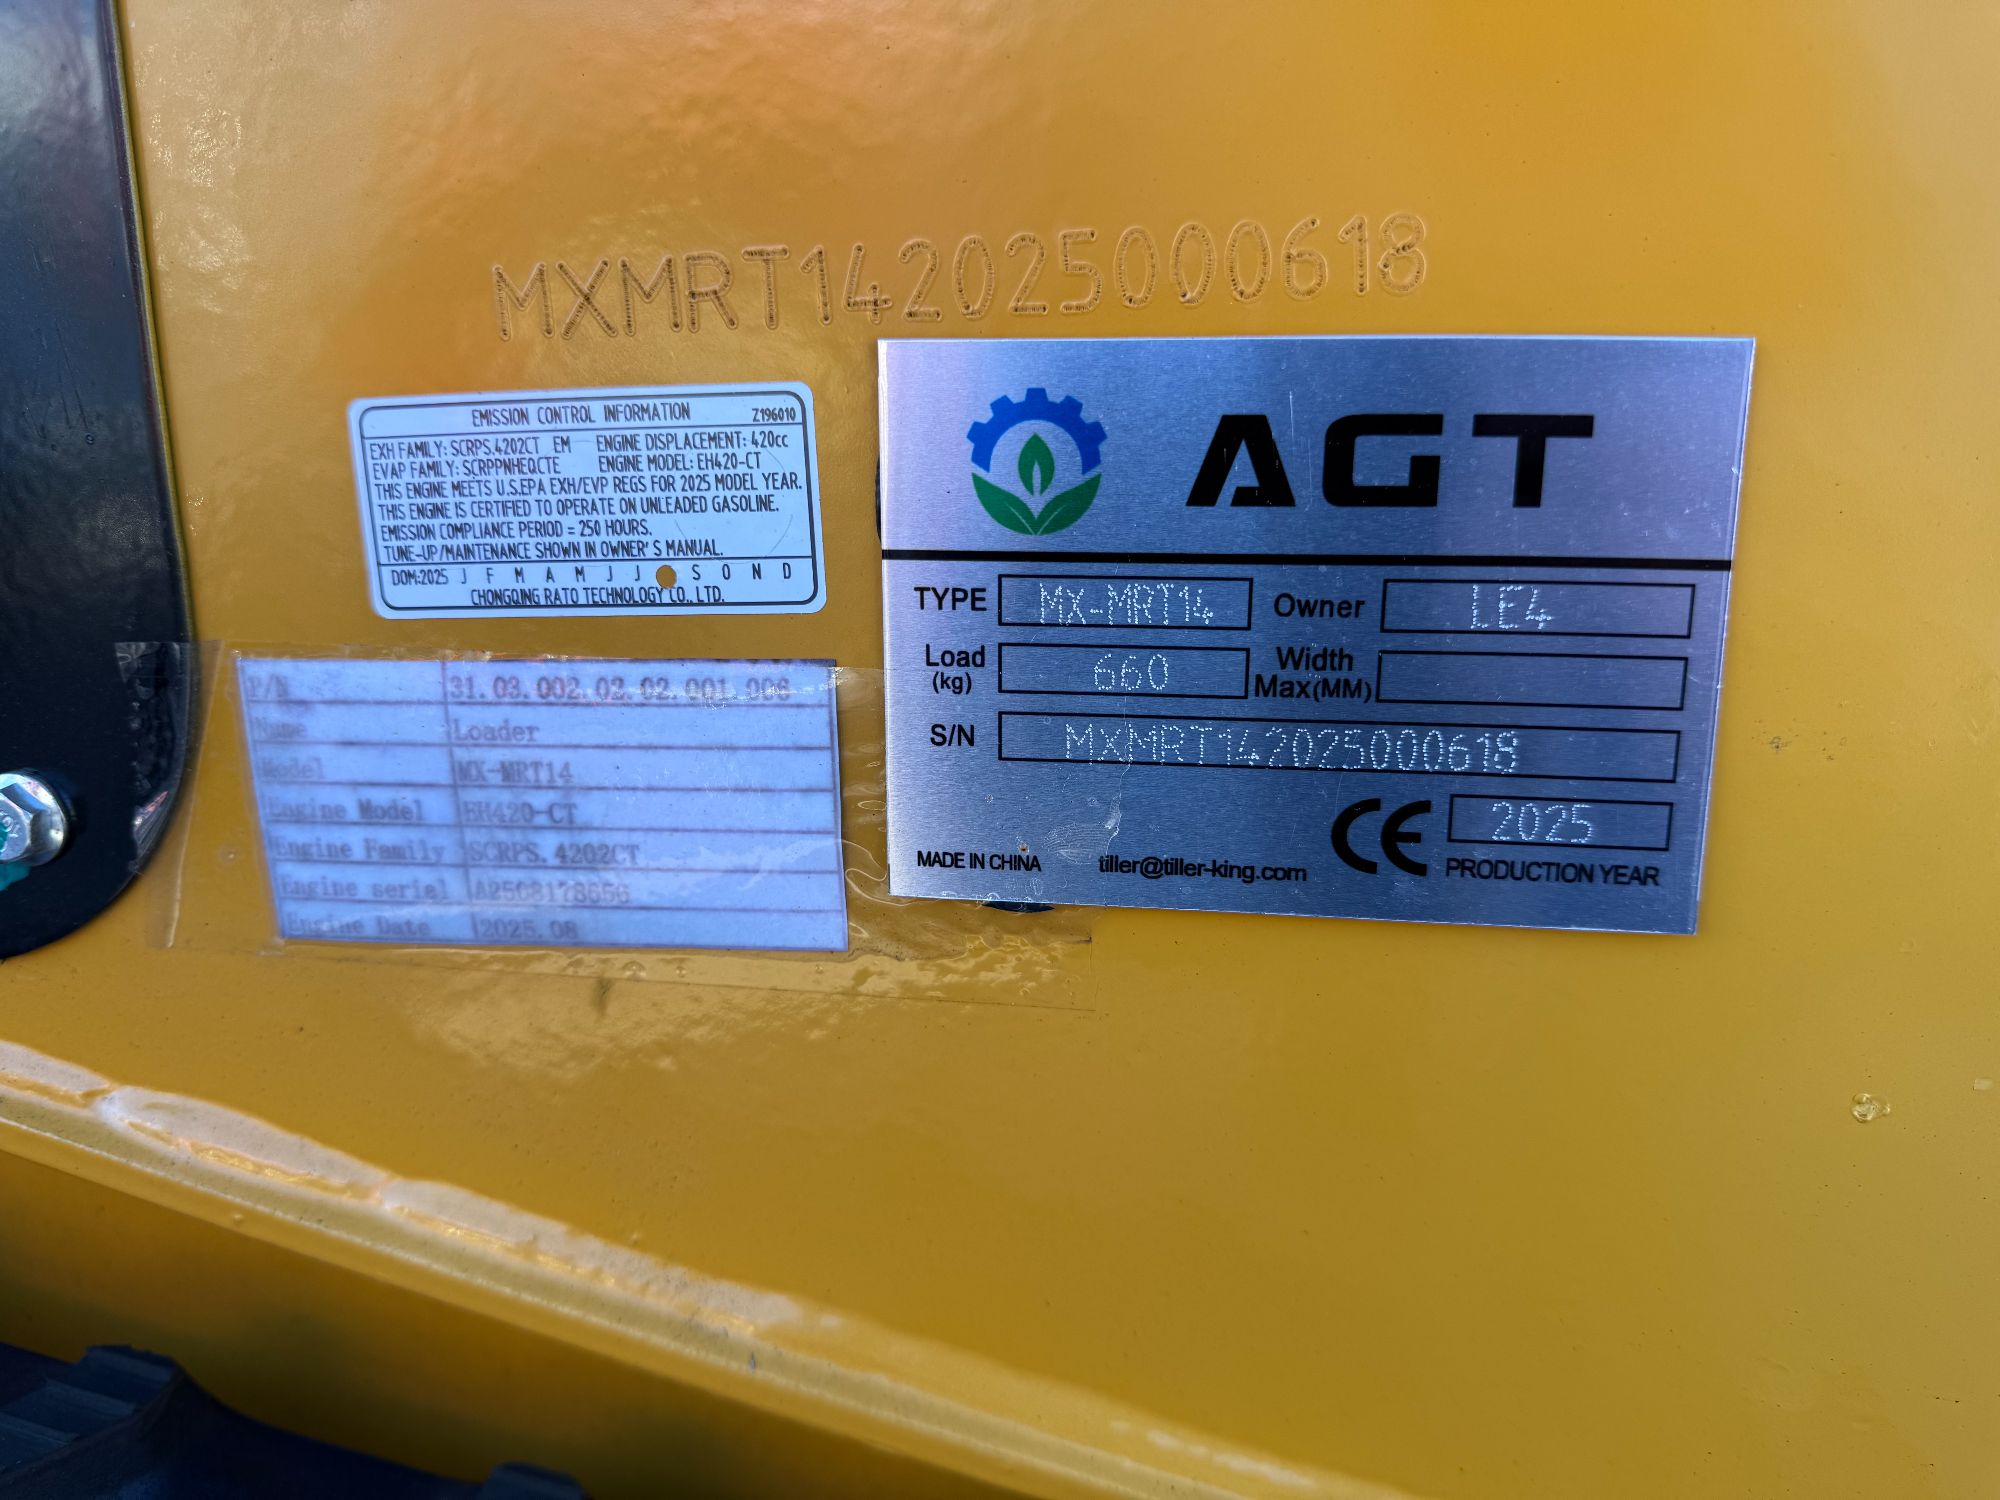 MXMRT142025000618
EMISSION CONTROL INFORMATION Z196010
EXH FAMILY: SCRPS.4202CT EM ENGINE DISPLACEMENT: 420cc
EVAP FAMILY: SCRPPNHEQCTE ENGINE MODEL: EH420-CT
THIS ENGINE MEETS U.S.EPA EXH/EVP REGS FOR 2025 MODEL YEAR.
THIS ENGINE IS CERTIFIED TO OPERATE ON UNLEADED GASOLINE.
EMISSION COMPLIANCE PERIOD = 250 HOURS.
TUNE-UP/MAINTENANCE SHOWN IN OWNER'S MANUAL.
DOM:2025 J F M A M J J S O N D
CHONGQING RATO TECHNOLOGY CO., LTD.
P/N 31.03.002.02.02.001.006
Name Loader
Model MX-MRT14
Engine Model EH420-CT
Engine Family SCRPS.4202CT
Engine serial A2508178656
Engine Date 2025.08
AGT
TYPE MX-MRT14 Owner LE4
Load (kg) 660 Width Max(MM)
S/N MXMRT142025000618
CE 2025
MADE IN CHINA tiller@tiller-king.com PRODUCTION YEAR